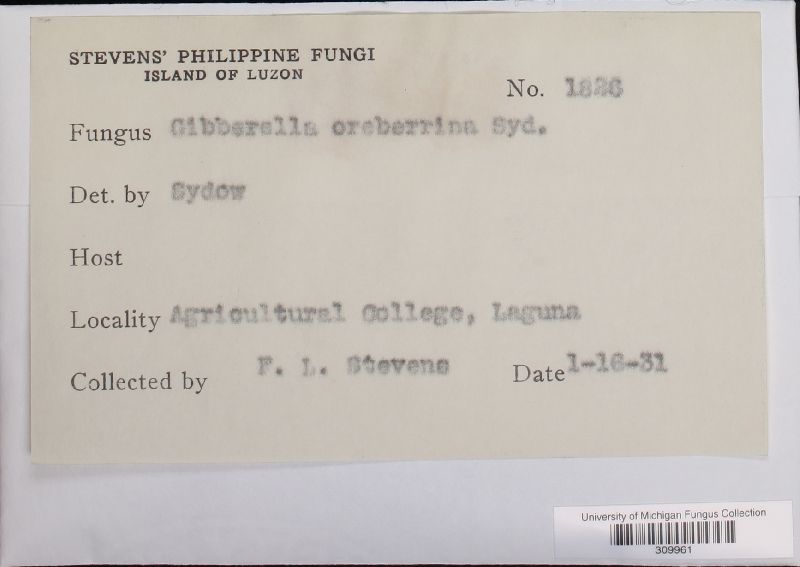 STEVENS' PHILIPPINE FUNGI
ISLAND OF LUZON
No. 1826
Fungus Gibberella creberrima Syd.
Det. by Sydow
Host
Locality Agricultural College, Laguna
Collected by F. L. Stevens Date 1-16-31
University of Michigan Fungus Collection
309961